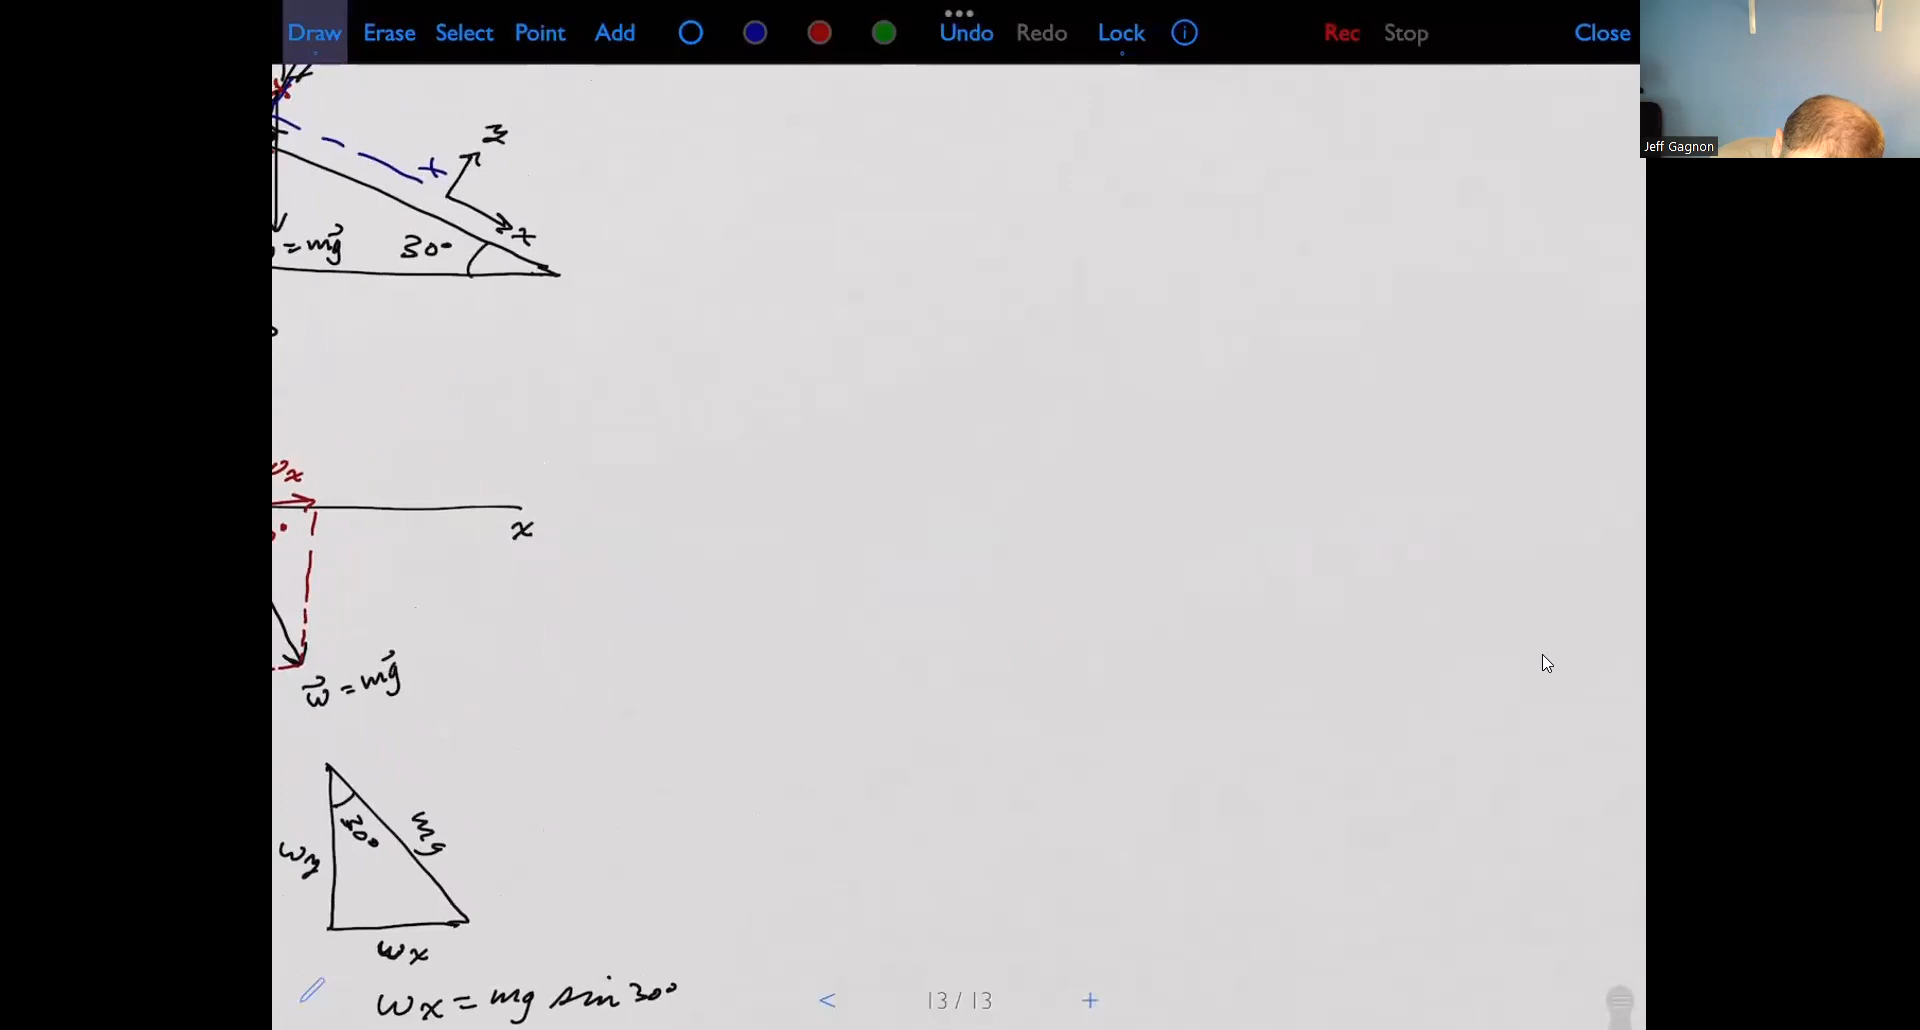 Draw Erase Select Point Add Undo Redo Lock Rec Stop Close
Jeff Gagnon
y
x
x
= mg
30°
x
x
w = mg
30°
mg
wy
wx
wx = mg sin 30°
< 13 / 13 +